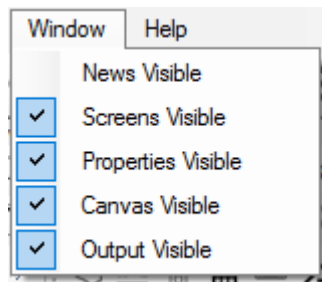 Window Help
News Visible
Screens Visible
Properties Visible
Canvas Visible
Output Visible